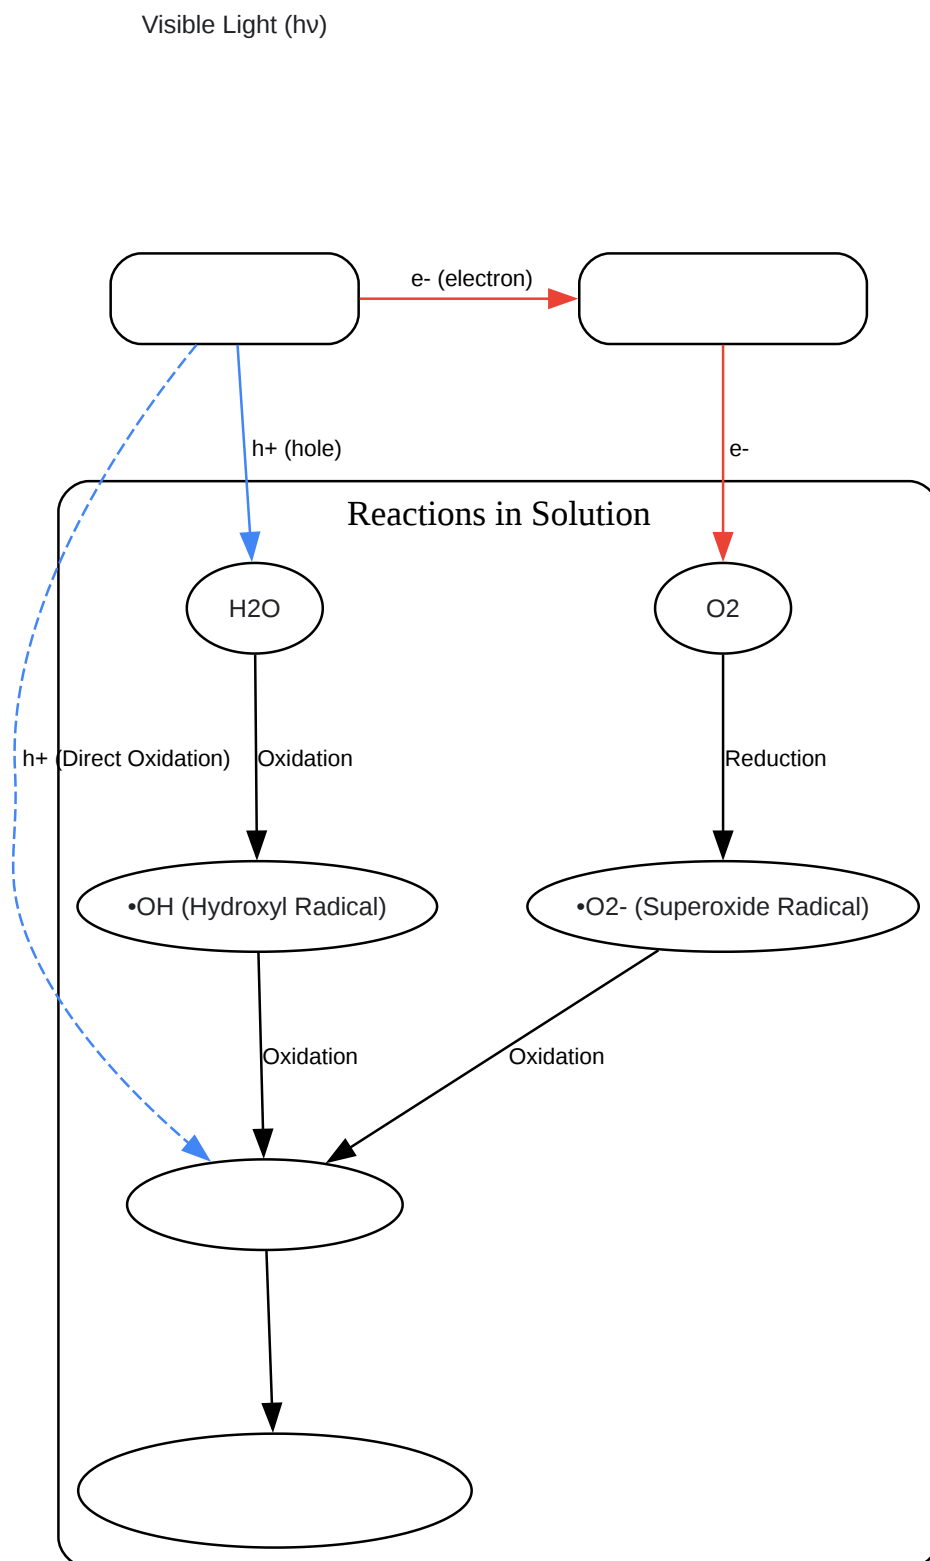 Visible Light (hν)
e- (electron)
h+ (hole)
e-
Reactions in Solution
H2O
O2
h+ (Direct Oxidation)
Oxidation
Reduction
•OH (Hydroxyl Radical)
•O2- (Superoxide Radical)
Oxidation
Oxidation